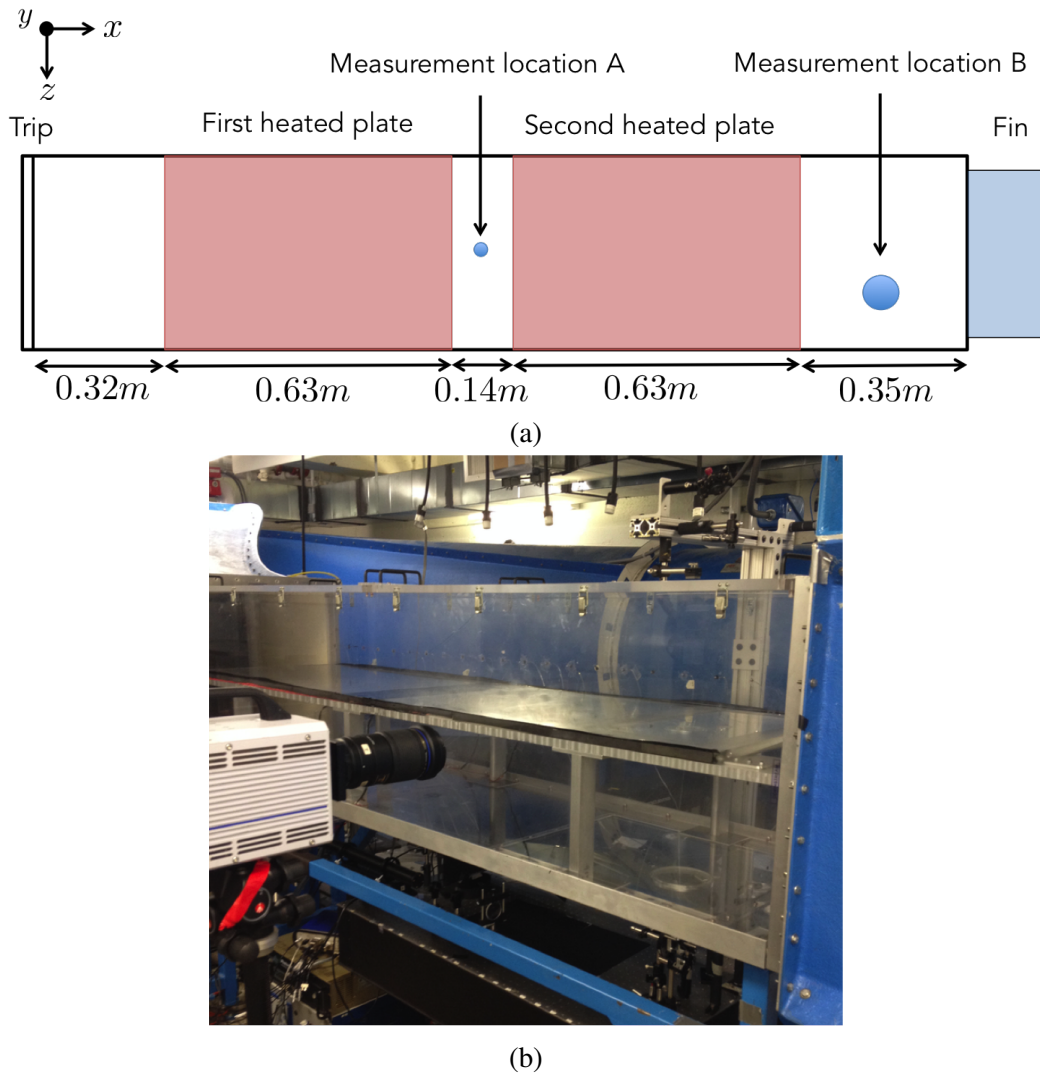 y
x
z
Measurement location A
Measurement location B
Trip
First heated plate
Second heated plate
Fin
0.32m
0.63m
0.14m
0.63m
0.35m
(a)
(b)